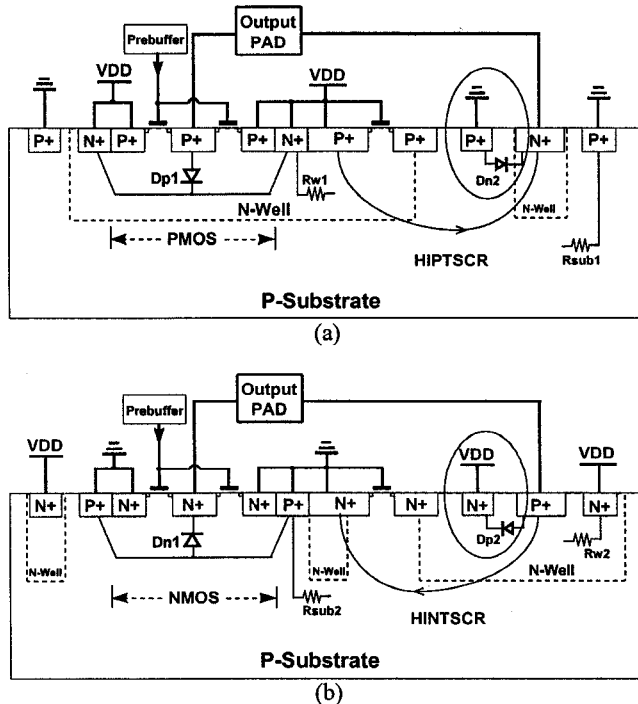 Output
PAD
Prebuffer
VDD
VDD
P+ N+ P+ P+ P+ N+ P+ P+ P+ N+ P+
Dp1
Rw1
Dn2
N-Well
N-Well
PMOS
HIPTSCR
Rsub1
P-Substrate
(a)
Output
PAD
Prebuffer
VDD
VDD
VDD
N+ P+ N+ N+ N+ P+ N+ N+ N+ P+ N+
Dn1
Dp2
Rw2
N-Well
N-Well
N-Well
NMOS
Rsub2
HINTSCR
P-Substrate
(b)